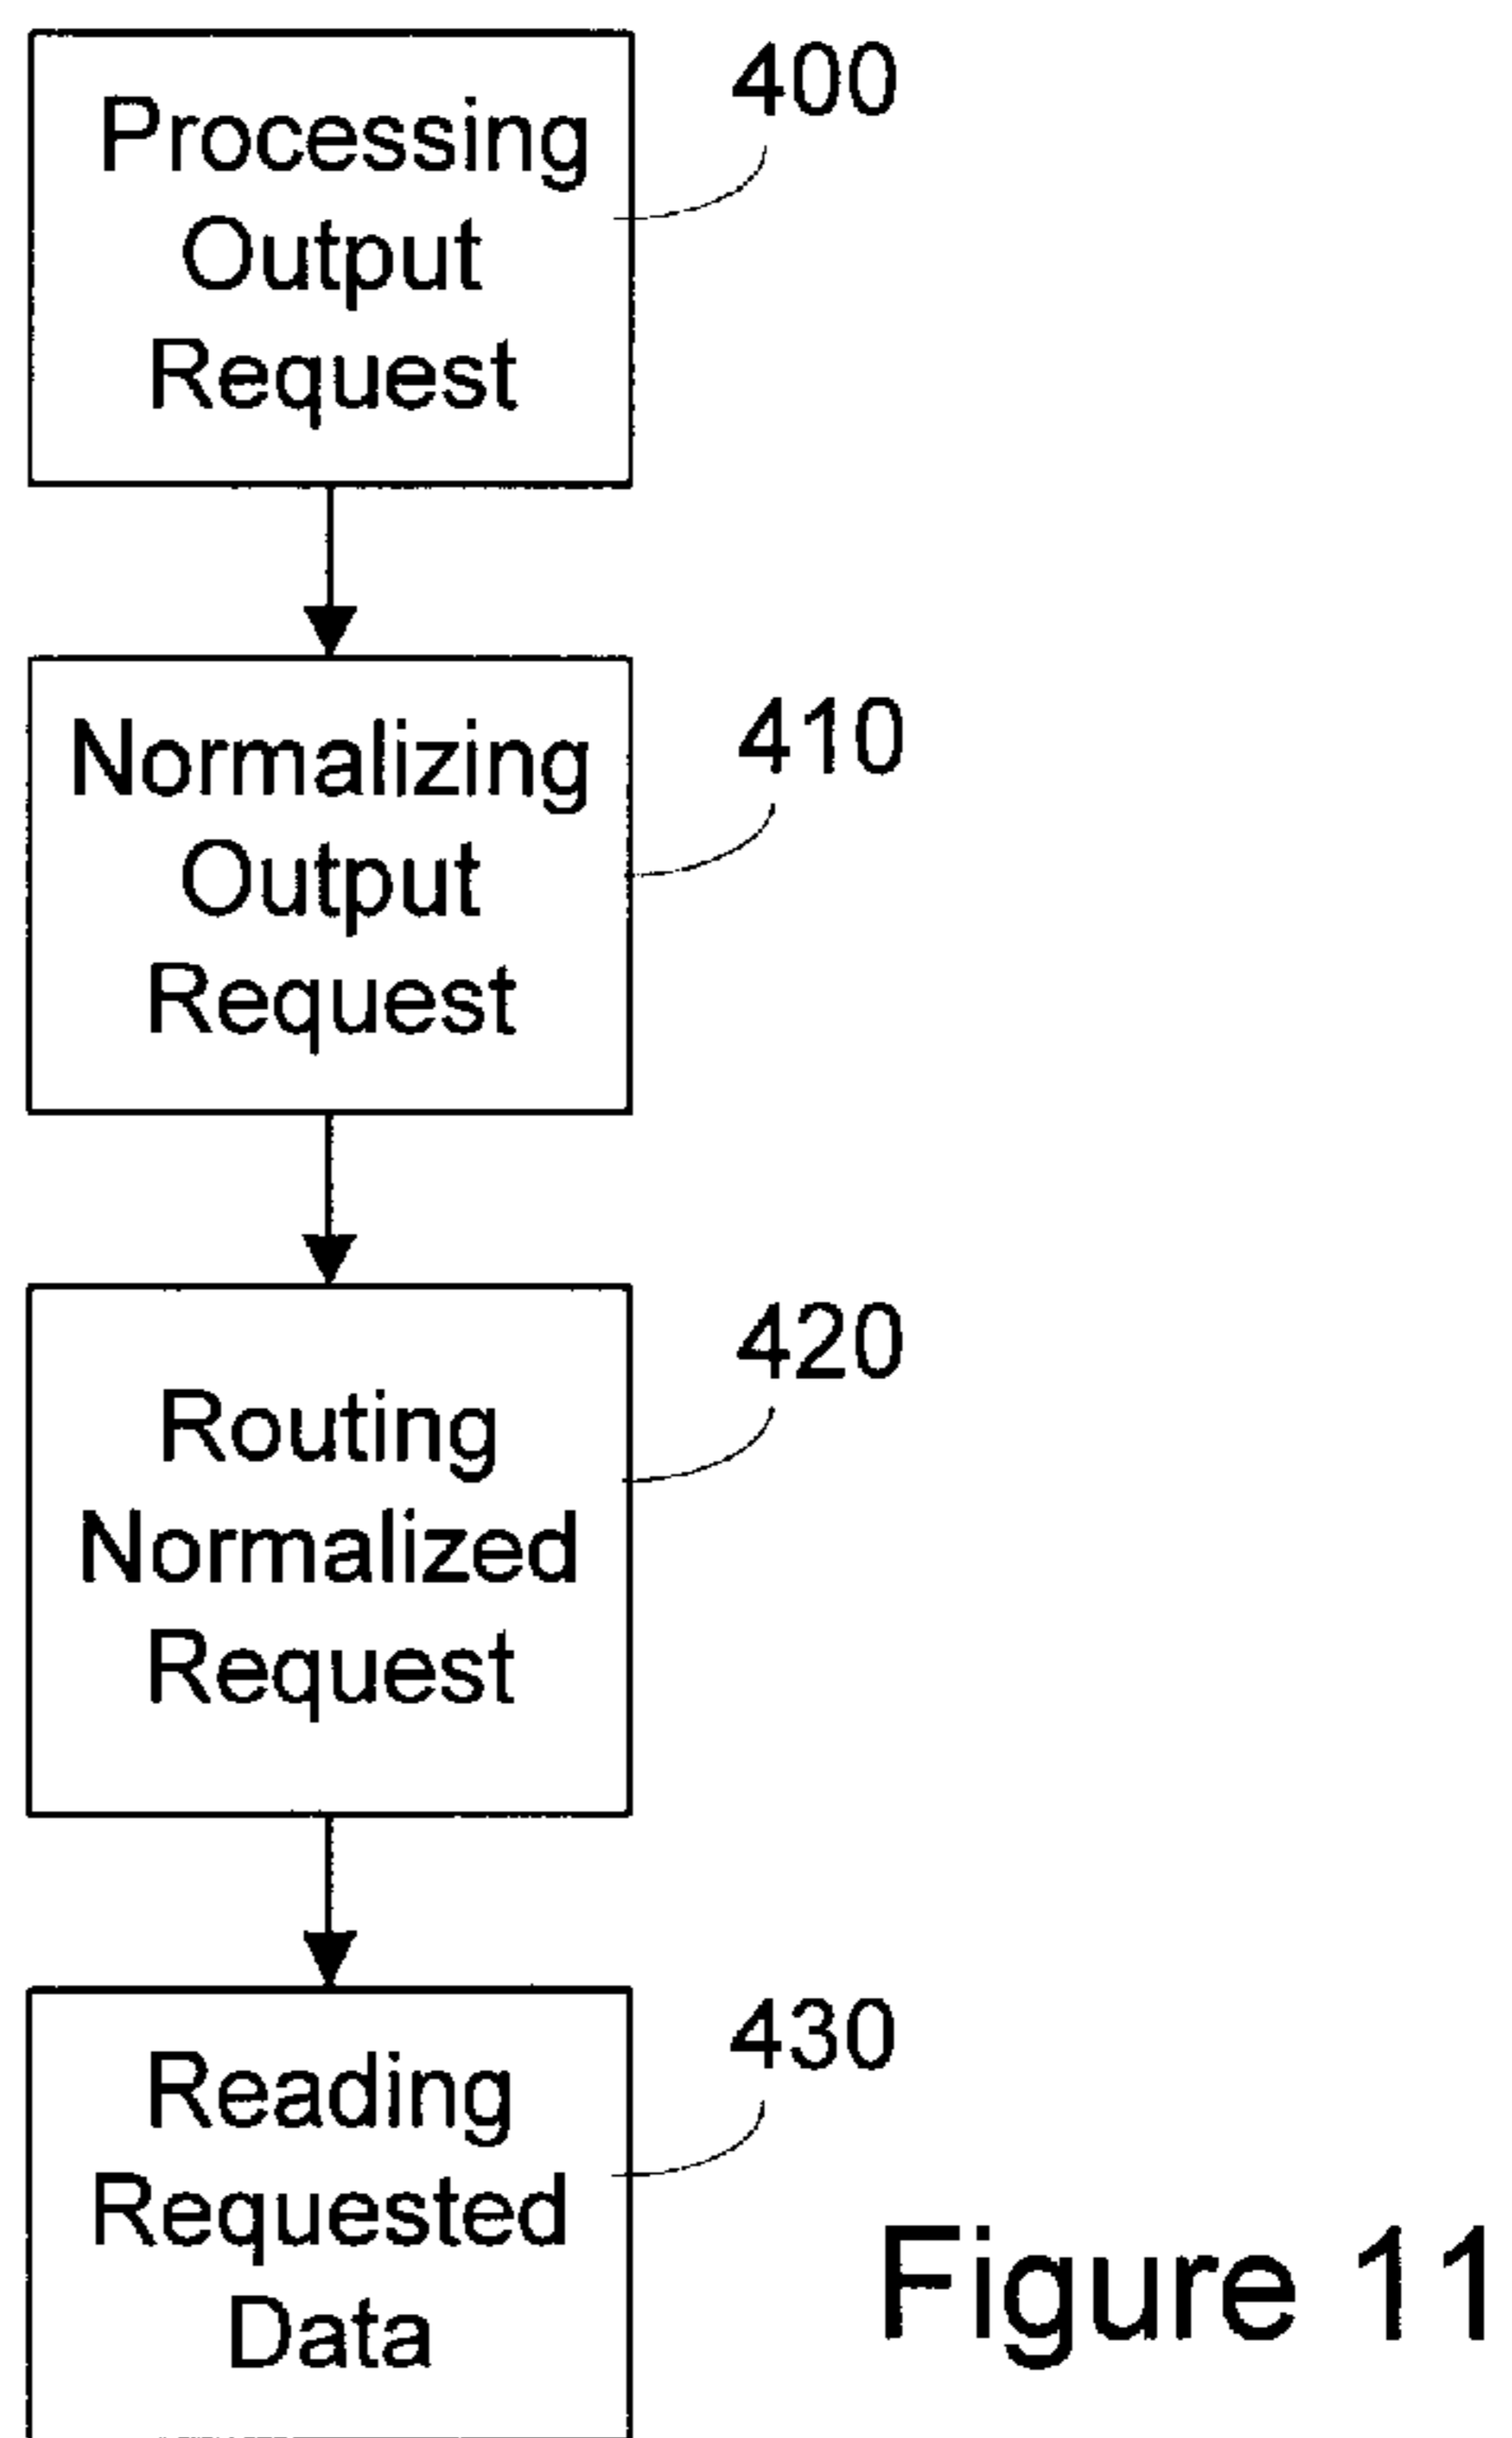 Processing
Output
Request
400
Normalizing
Output
Request
410
Routing
Normalized
Request
420
Reading
Requested
Data
430
Figure 11